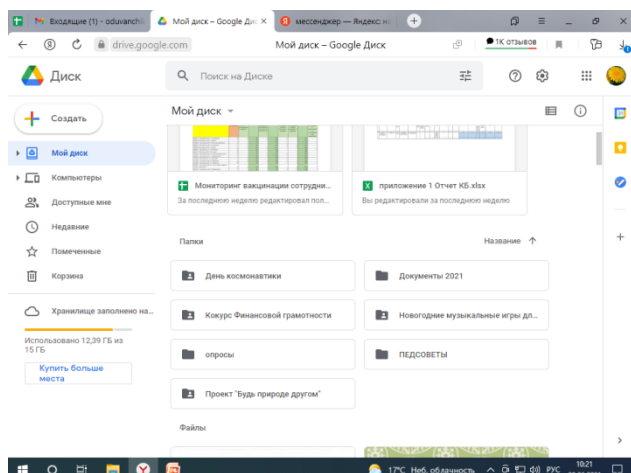 Входящие (1) - oduvanchik
Мой диск – Google Дис
мессенджер — Яндекс: на
drive.google.com
Мой диск – Google Диск
1К отзывов
Диск
Поиск на Диске
Создать
Мой диск
Мой диск
Компьютеры
Доступные мне
Недавние
Помеченные
Корзина
Хранилище заполнено на...
Использовано 12,39 ГБ из
15 ГБ
Купить больше
места
Мониторинг вакцинации сотрудни...
За последнюю неделю редактировал пол...
приложение 1 Отчет КБ.xlsx
Вы редактировали за последнюю неделю
Папки
Название
День космонавтики
Документы 2021
Кокурс Финансовой грамотности
Новогодние музыкальные игры дл...
опросы
ПЕДСОВЕТЫ
Проект "Будь природе другом"
Файлы
17°C Неб. облачность
РУС
10:21